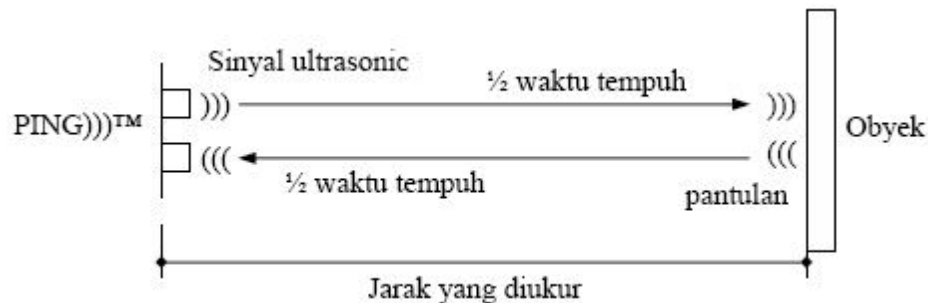 Sinyal ultrasonic
½ waktu tempuh
PING)))™
)))
)))
Obyek
(((
(((
½ waktu tempuh
pantulan
Jarak yang diukur